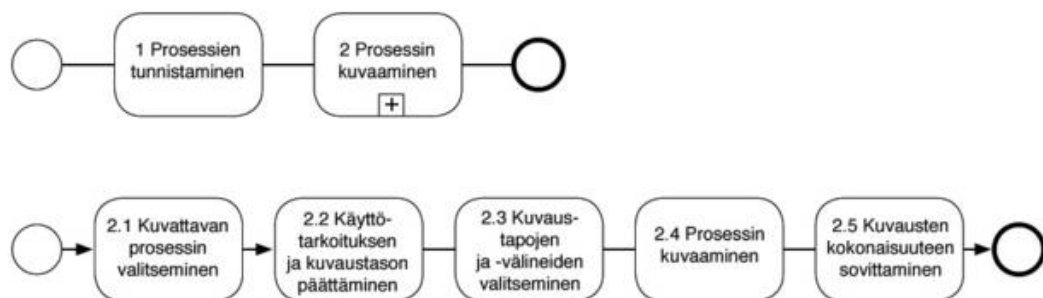 1 Prosessien
tunnistaminen
2 Prosessin
kuvaaminen
+
2.1 Kuvattavan
prosessin
valitseminen
2.2 Käyttö-
tarkoituksen
ja kuvaustason
päättäminen
2.3 Kuvaus-
tapojen
ja -välineiden
valitseminen
2.4 Prosessin
kuvaaminen
2.5 Kuvausten
kokonaisuuteen
sovittaminen